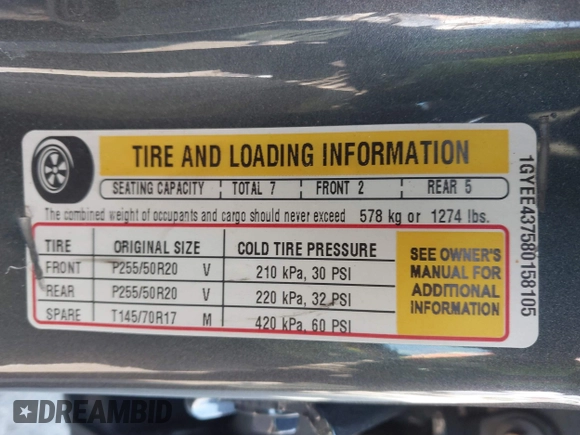 TIRE AND LOADING INFORMATION
SEATING CAPACITY TOTAL 7 FRONT 2 REAR 5
The combined weight of occupants and cargo should never exceed 578 kg or 1274 lbs.
TIRE ORIGINAL SIZE COLD TIRE PRESSURE
FRONT P255/50R20 V 210 kPa, 30 PSI
REAR P255/50R20 V 220 kPa, 32 PSI
SPARE T145/70R17 M 420 kPa, 60 PSI
SEE OWNER'S
MANUAL FOR
ADDITIONAL
INFORMATION
1GYEE437580158105
DREAMBID